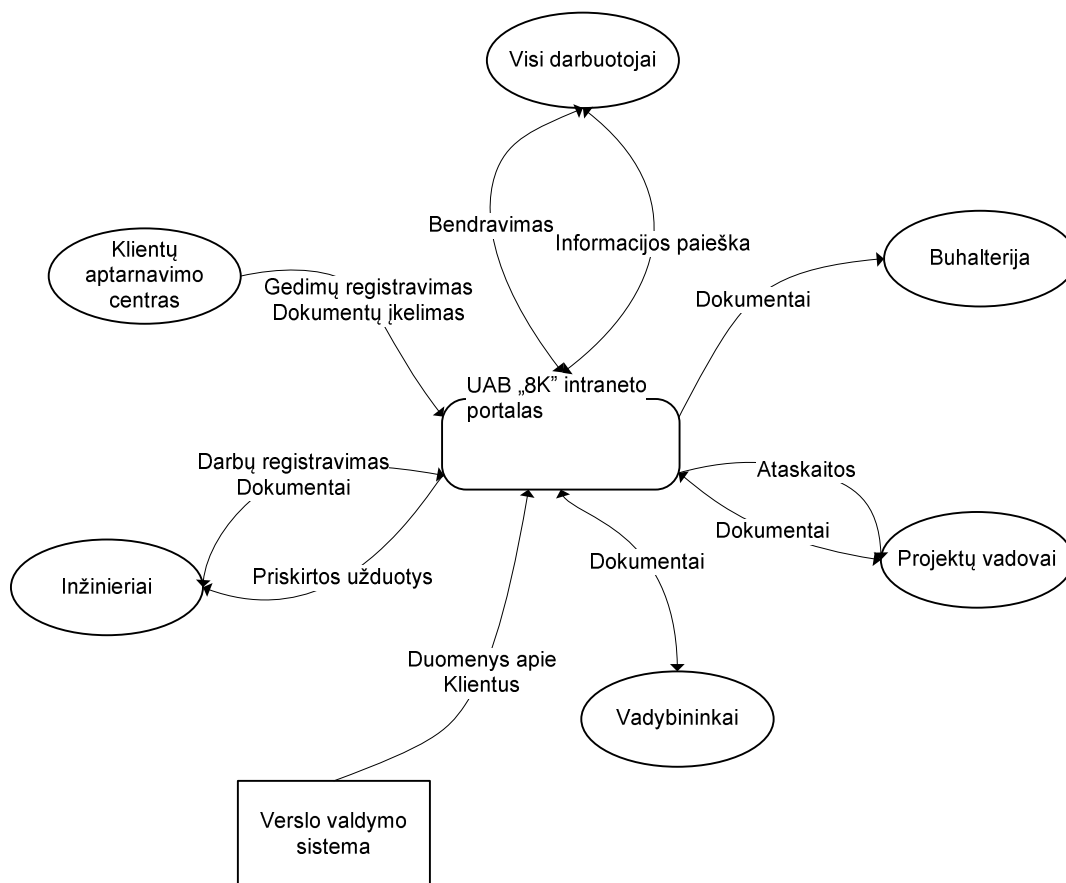 Visi darbuotojai
Bendravimas
Informacijos paieška
Klientų
aptarnavimo
centras
Gedimų registravimas
Dokumentų įkelimas
Buhalterija
Dokumentai
UAB „8K” intraneto
portalas
Darbų registravimas
Dokumentai
Ataskaitos
Dokumentai
Projektų vadovai
Inžinieriai
Priskirtos užduotys
Dokumentai
Duomenys apie
Klientus
Vadybininkai
Verslo valdymo
sistema